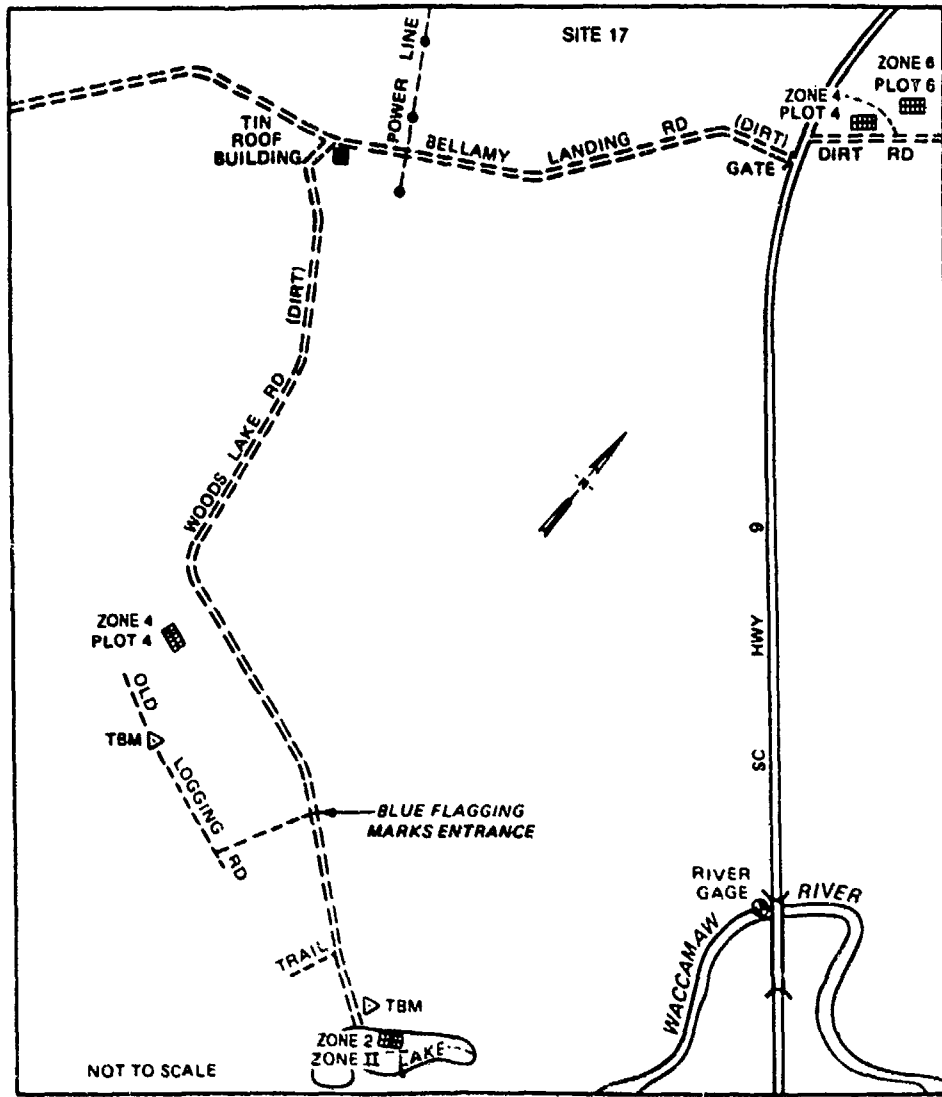 SITE 17
POWER LINE
ZONE 6
PLOT 6
ZONE 4
PLOT 4
TIN
ROOF
BUILDING
BELLAMY LANDING RD (DIRT)
GATE
DIRT RD
(DIRT)
WOODS LAKE RD
N
SC HWY 9
ZONE 4
PLOT 4
OLD LOGGING RD
TBM
BLUE FLAGGING
MARKS ENTRANCE
RIVER
GAGE
WACCAMAW RIVER
TRAIL
TBM
ZONE 2
ZONE II
LAKE
NOT TO SCALE